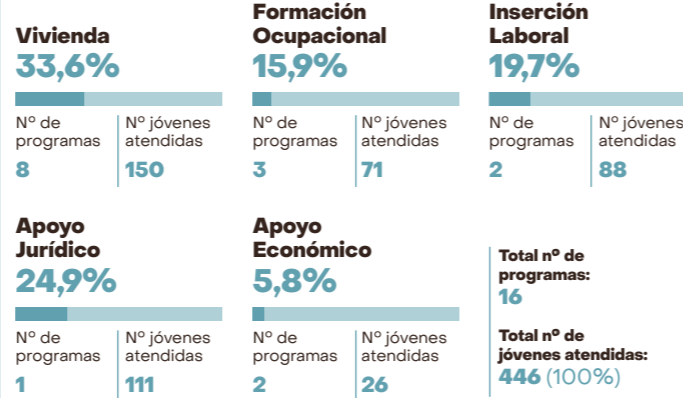 Vivienda
33,6%
Nº de
programas
8
Nº jóvenes
atendidas
150
Formación
Ocupacional
15,9%
Nº de
programas
3
Nº jóvenes
atendidas
71
Inserción
Laboral
19,7%
Nº de
programas
2
Nº jóvenes
atendidas
88
Apoyo
Jurídico
24,9%
Nº de
programas
1
Nº jóvenes
atendidas
111
Apoyo
Económico
5,8%
Nº de
programas
2
Nº jóvenes
atendidas
26
Total nº de
programas:
16
Total nº de
jóvenes atendidas:
446 (100%)